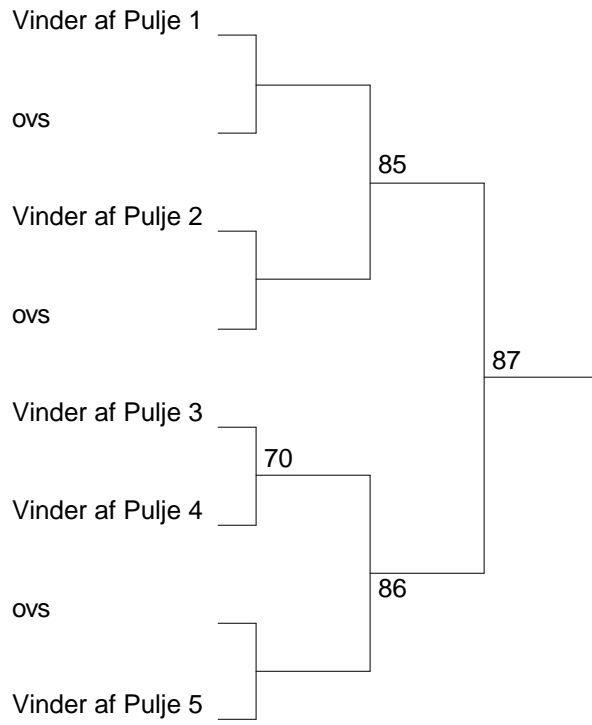 Vinder af Pulje 1
ovs
85
Vinder af Pulje 2
ovs
87
Vinder af Pulje 3
70
Vinder af Pulje 4
86
ovs
Vinder af Pulje 5